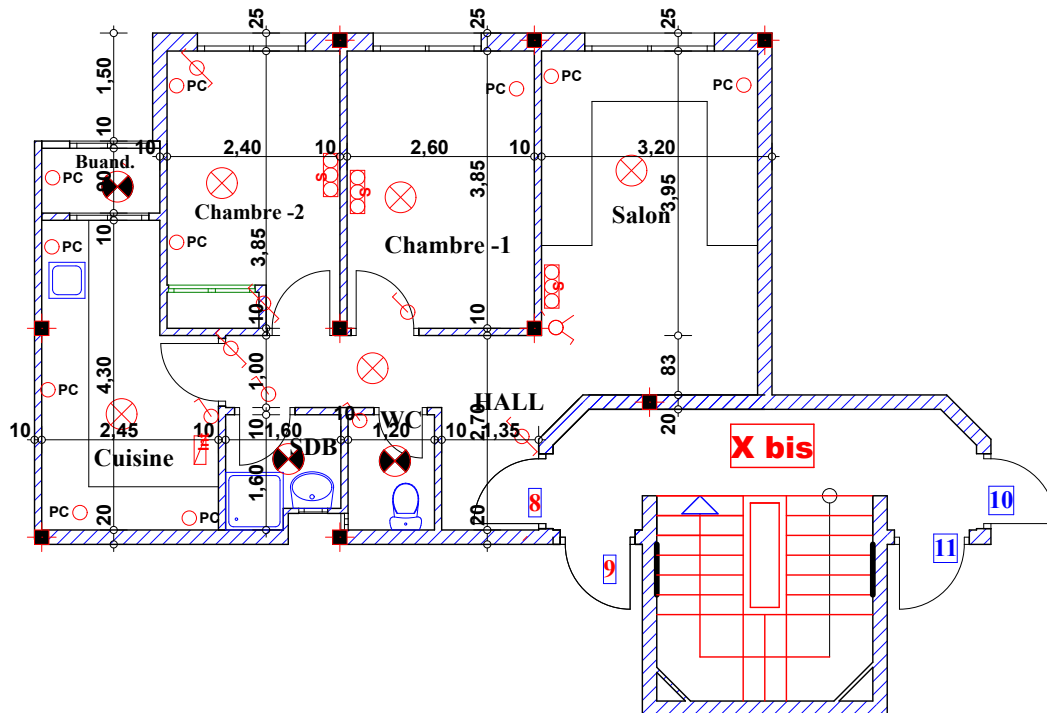 25
25
25
1,50
10
PC
PC
PC
PC
10
2,40
10
2,60
10
3,20
Buand.
PC
90
S
S
3,85
3,95
Chambre -2
Chambre -1
Salon
10
PC
PC
3,85
S
10
10
4,30
1,00
83
PC
10
WC
HALL
2,70
20
10
2,45
10
10
1,60
1,20
10
1,35
SDB
X bis
Cuisine
1,60
8
10
PC
PC
20
20
11
9